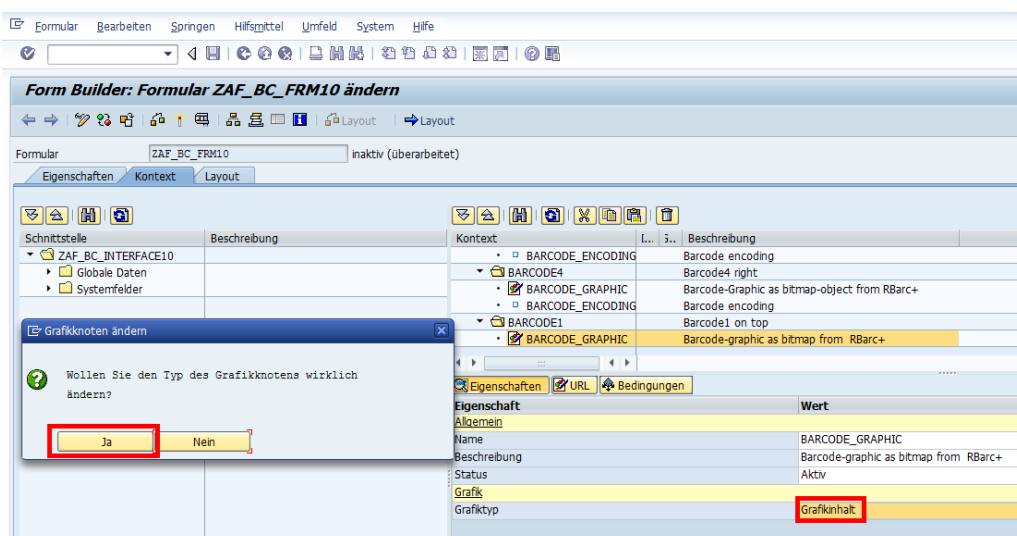 Formular Bearbeiten Springen Hilfsmittel Umfeld System Hilfe
Form Builder: Formular ZAF_BC_FRM10 ändern
Layout Layout
Formular ZAF_BC_FRM10 inaktiv (überarbeitet)
Eigenschaften Kontext Layout
Schnittstelle Beschreibung
ZAF_BC_INTERFACE10
Globale Daten
Systemfelder
Kontext I... S.. Beschreibung
BARCODE_ENCODING Barcode encoding
BARCODE4 Barcode4 right
BARCODE_GRAPHIC Barcode-Graphic as bitmap-object from RBarc+
BARCODE_ENCODING Barcode encoding
BARCODE1 Barcode1 on top
BARCODE_GRAPHIC Barcode-graphic as bitmap from RBarc+
Grafikknoten ändern
Wollen Sie den Typ des Grafikknotens wirklich
ändern?
Ja Nein
Eigenschaften URL Bedingungen
Eigenschaft Wert
Allgemein
Name BARCODE_GRAPHIC
Beschreibung Barcode-graphic as bitmap from RBarc+
Status Aktiv
Grafik
Grafiktyp Grafikinhalt